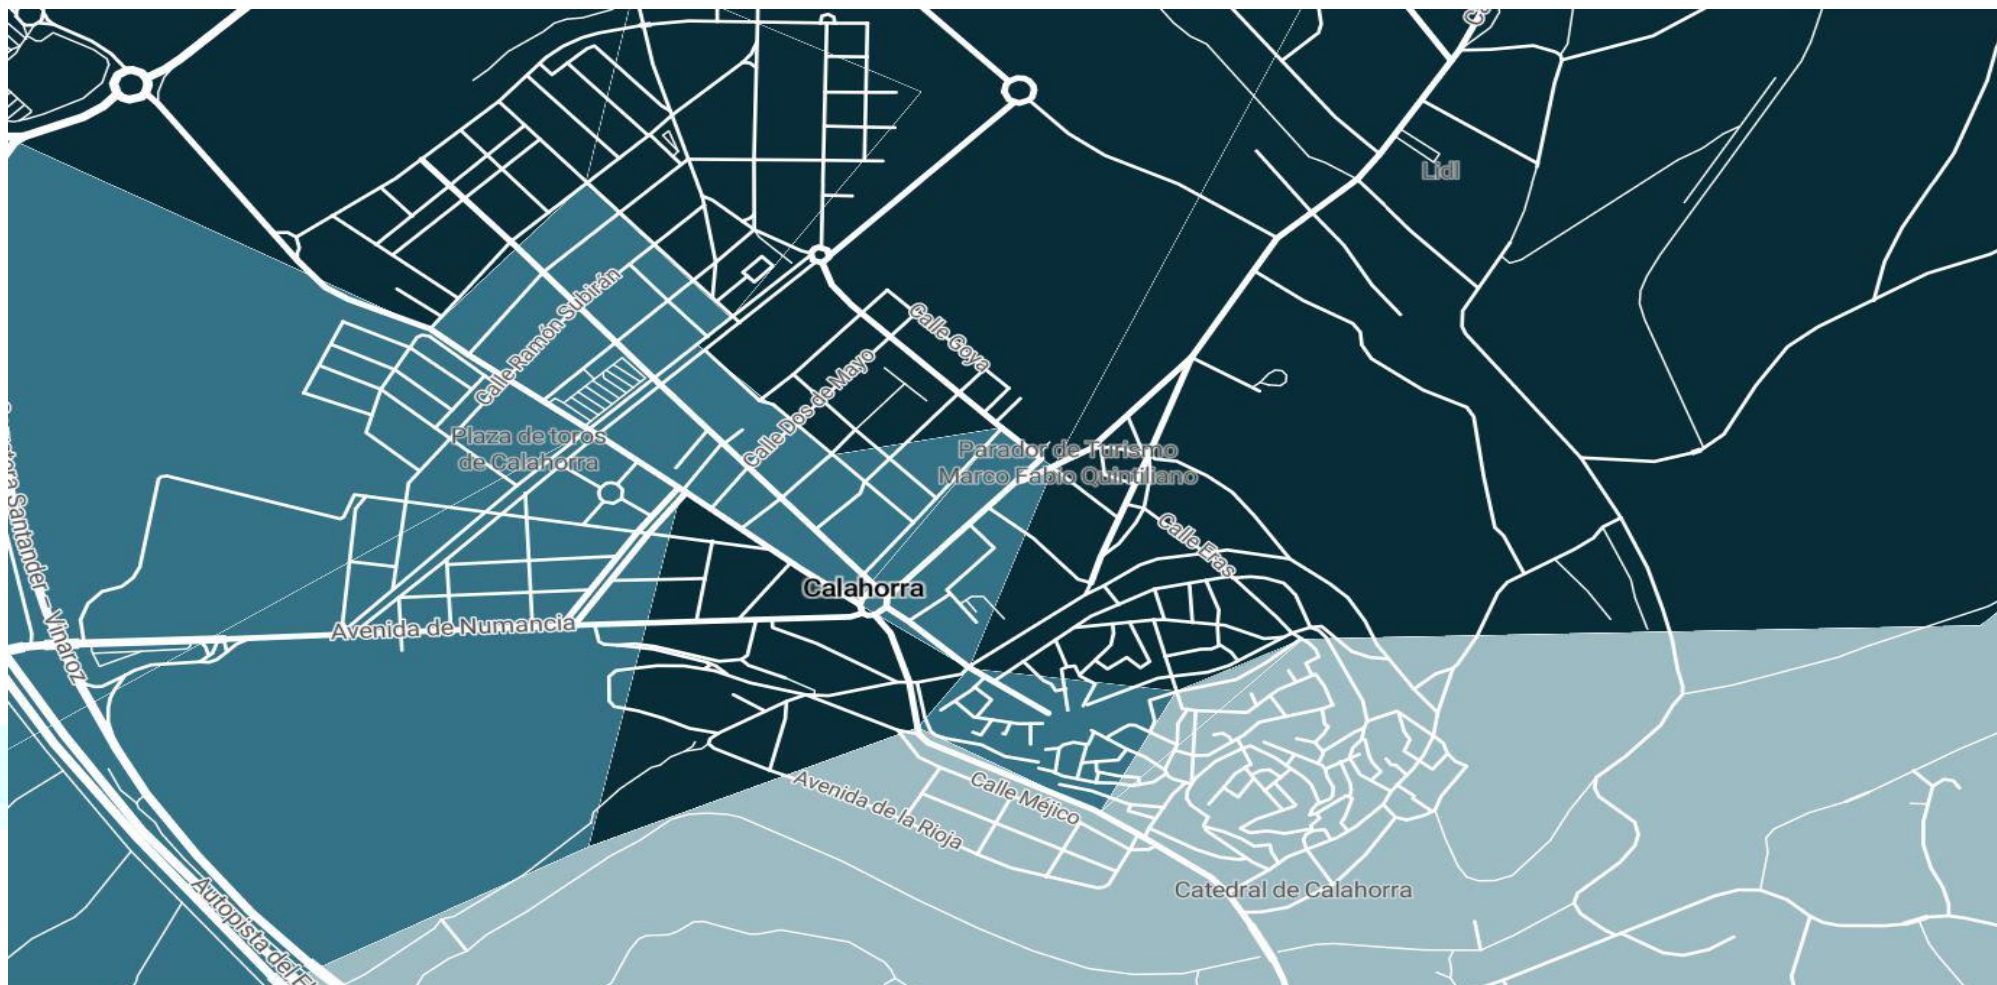 Lidl
Calle Ramón Subirán
Calle Goya
Calle Dos de Mayo
Plaza de toros
de Calahorra
Parador de Turismo
Marco Fabio Quintiliano
Santander – Vinaroz
Calle Eras
Calahorra
Avenida de Numancia
Avenida de la Rioja
Calle Méjico
Catedral de Calahorra
Autopista del